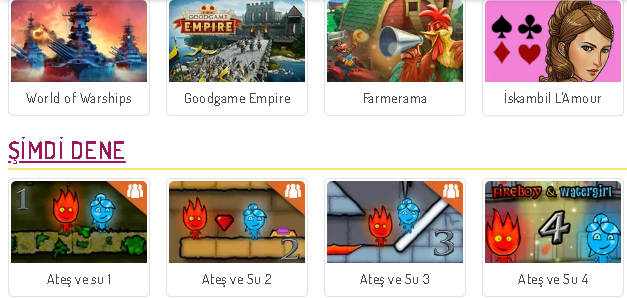 GOODGAME
EMPIRE
World of Warships
Goodgame Empire
Farmerama
İskambil L'Amour
ŞİMDİ DENE
1
2
3
FIREBOY & WATERGIRL
4
Ateş ve su 1
Ateş ve Su 2
Ateş ve Su 3
Ateş ve Su 4